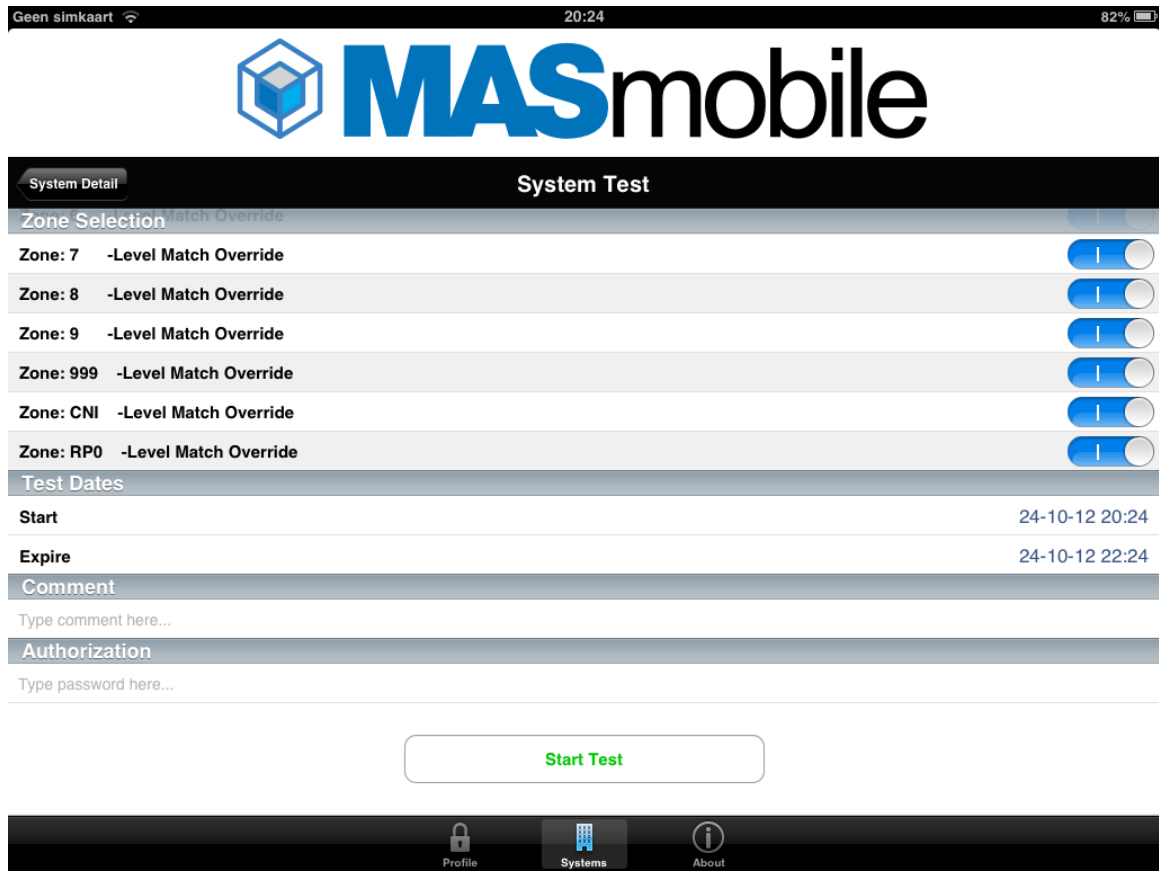 Geen simkaart 20:24 82%
MASmobile
System Detail System Test
Zone Selection
Level Match Override
Zone: 7 -Level Match Override
Zone: 8 -Level Match Override
Zone: 9 -Level Match Override
Zone: 999 -Level Match Override
Zone: CNI -Level Match Override
Zone: RP0 -Level Match Override
Test Dates
Start 24-10-12 20:24
Expire 24-10-12 22:24
Comment
Type comment here...
Authorization
Type password here...
Start Test
Profile Systems About